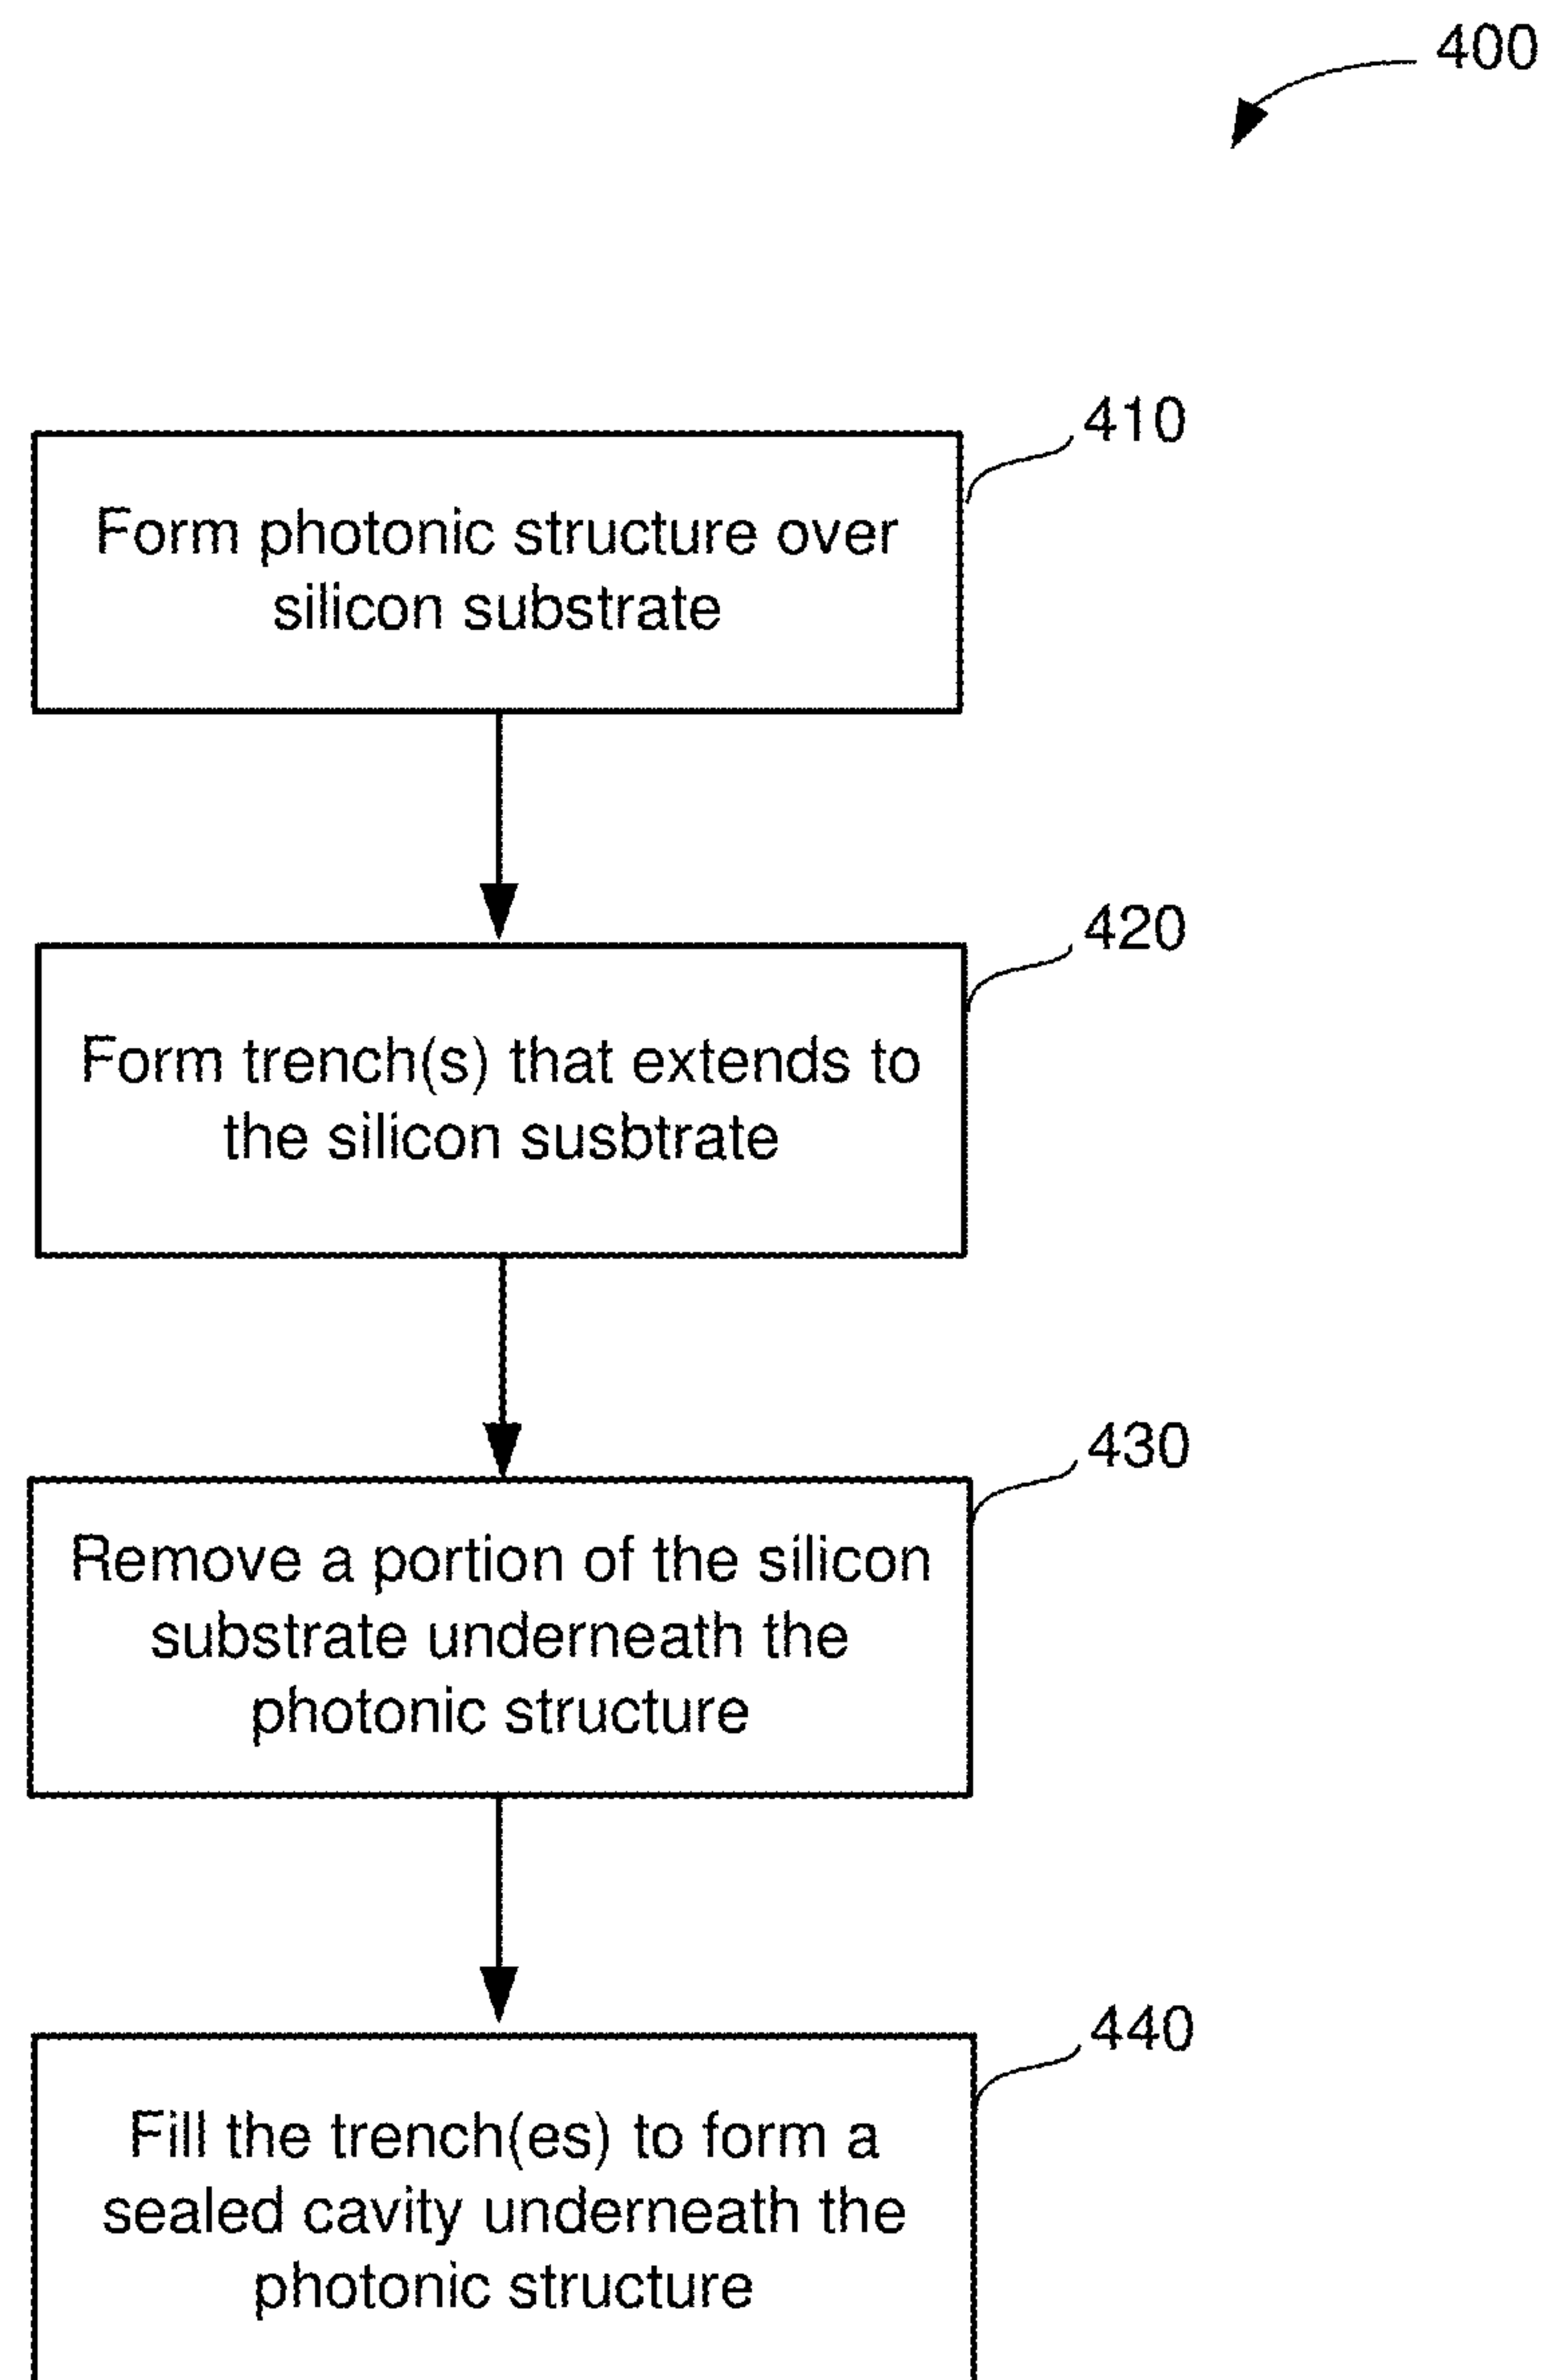 400
410
Form photonic structure over
silicon substrate
420
Form trench(s) that extends to
the silicon susbtrate
430
Remove a portion of the silicon
substrate underneath the
photonic structure
440
Fill the trench(es) to form a
sealed cavity underneath the
photonic structure